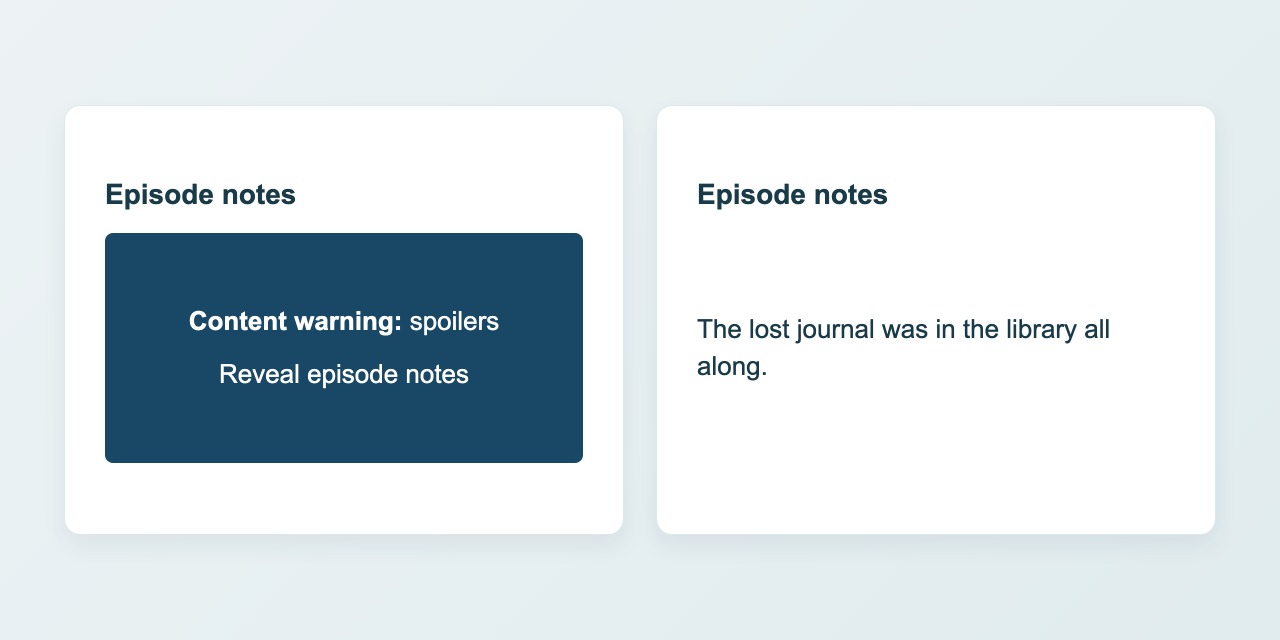 Episode notes
Content warning: spoilers
Reveal episode notes
Episode notes
The lost journal was in the library all
along.